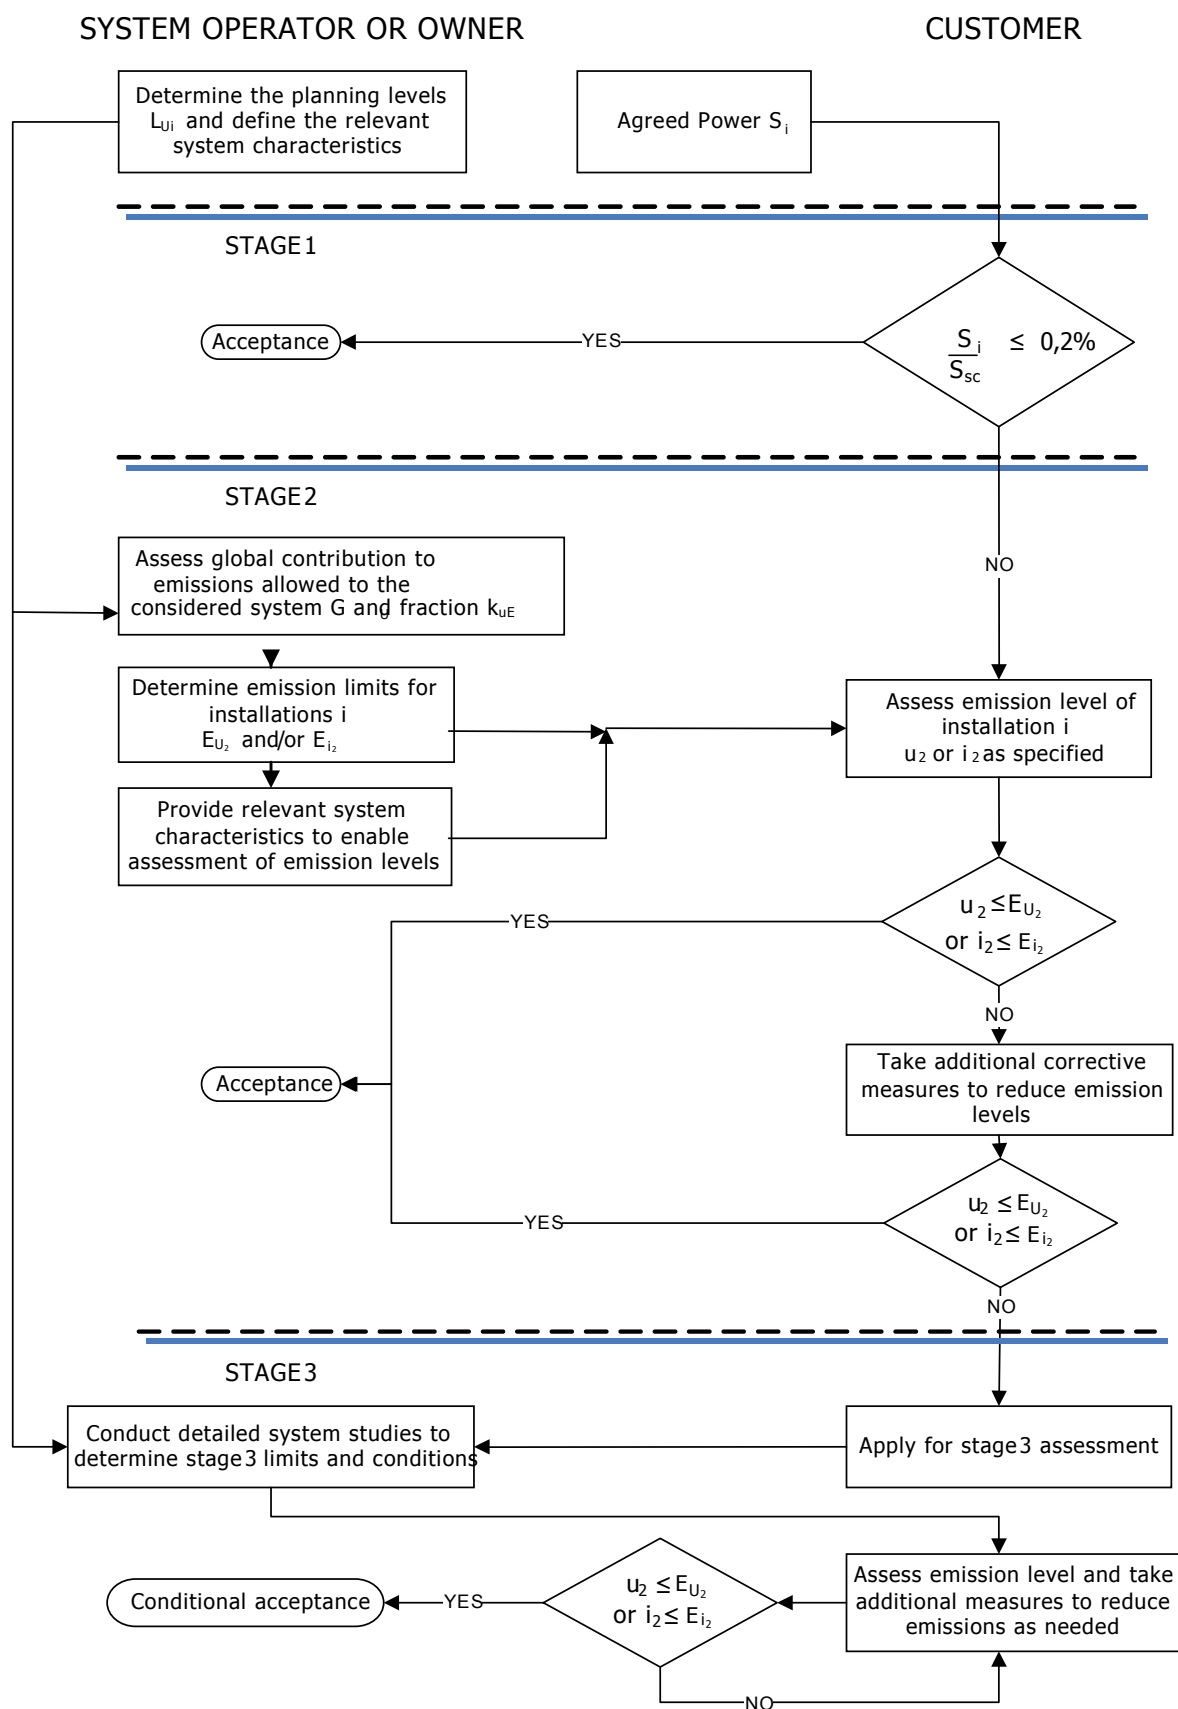 SYSTEM OPERATOR OR OWNER
CUSTOMER
Determine the planning levels
LUi and define the relevant
system characteristics
Agreed Power Si
STAGE1
Acceptance
YES
Si
Ssc
≤ 0,2%
STAGE2
Assess global contribution to
emissions allowed to the
considered system G and fraction kuE
U
NO
Determine emission limits for
installations i
EU2 and/or Ei2
Assess emission level of
installation i
u2 or i2 as specified
Provide relevant system
characteristics to enable
assessment of emission levels
u2 ≤ EU2
or i2 ≤ Ei2
YES
NO
Take additional corrective
measures to reduce emission
levels
Acceptance
u2 ≤ EU2
or i2 ≤ Ei2
YES
NO
STAGE3
Conduct detailed system studies to
determine stage3 limits and conditions
Apply for stage3 assessment
Assess emission level and take
additional measures to reduce
emissions as needed
u2 ≤ EU2
or i2 ≤ Ei2
YES
Conditional acceptance
NO